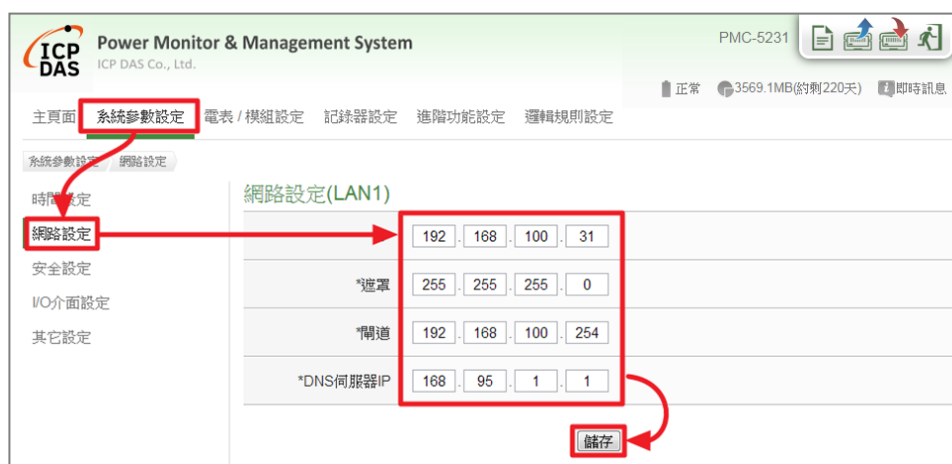 ICP
DAS
Power Monitor & Management System
ICP DAS Co., Ltd.
PMC-5231
正常 3569.1MB(約剩220天) 即時訊息
主頁面 系統參數設定 電表 / 模組設定 記錄器設定 進階功能設定 邏輯規則設定
系統參數設定 網路設定
時間設定
網路設定
安全設定
I/O介面設定
其它設定
網路設定(LAN1)
192 . 168 . 100 . 31
*遮罩 255 . 255 . 255 . 0
*閘道 192 . 168 . 100 . 254
*DNS伺服器IP 168 . 95 . 1 . 1
儲存